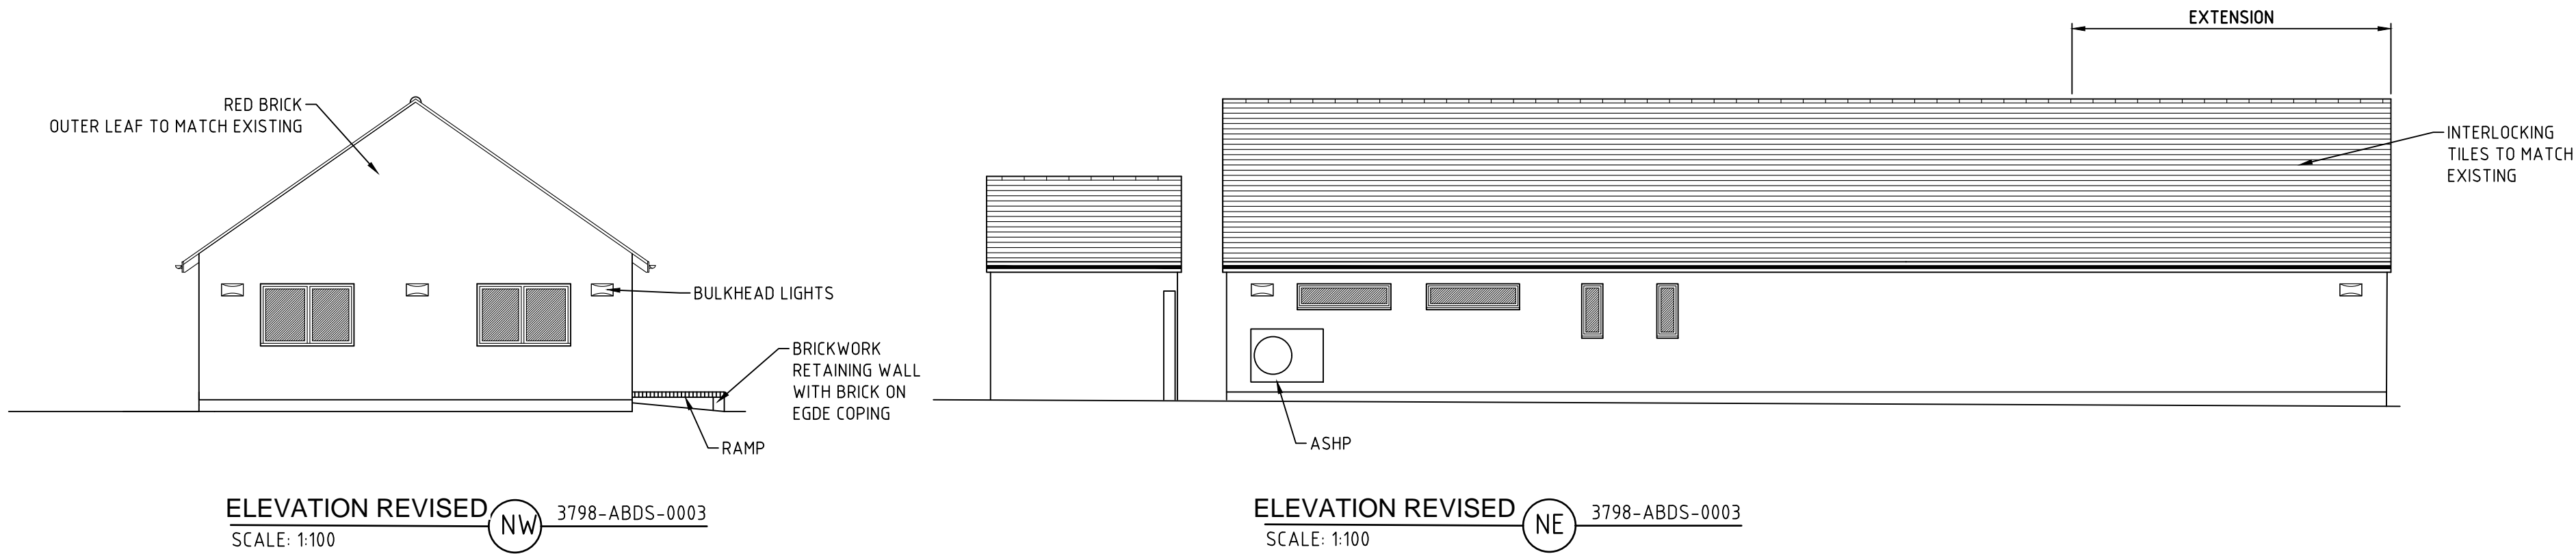 EXTENSION
RED BRICK
OUTER LEAF TO MATCH EXISTING
INTERLOCKING
TILES TO MATCH
EXISTING
BULKHEAD LIGHTS
BRICKWORK
RETAINING WALL
WITH BRICK ON
EGDE COPING
RAMP
ASHP
ELEVATION REVISED NW 3798-ABDS-0003
SCALE: 1:100
ELEVATION REVISED NE 3798-ABDS-0003
SCALE: 1:100